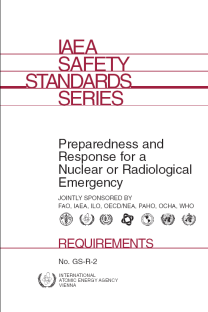 IAEA
SAFETY
STANDARDS
SERIES
Preparedness and
Response for a
Nuclear or Radiological
Emergency
JOINTLY SPONSORED BY
FAO, IAEA, ILO, OECD/NEA, PAHO, OCHA, WHO
REQUIREMENTS
No. GS-R-2
INTERNATIONAL
ATOMIC ENERGY AGENCY
VIENNA